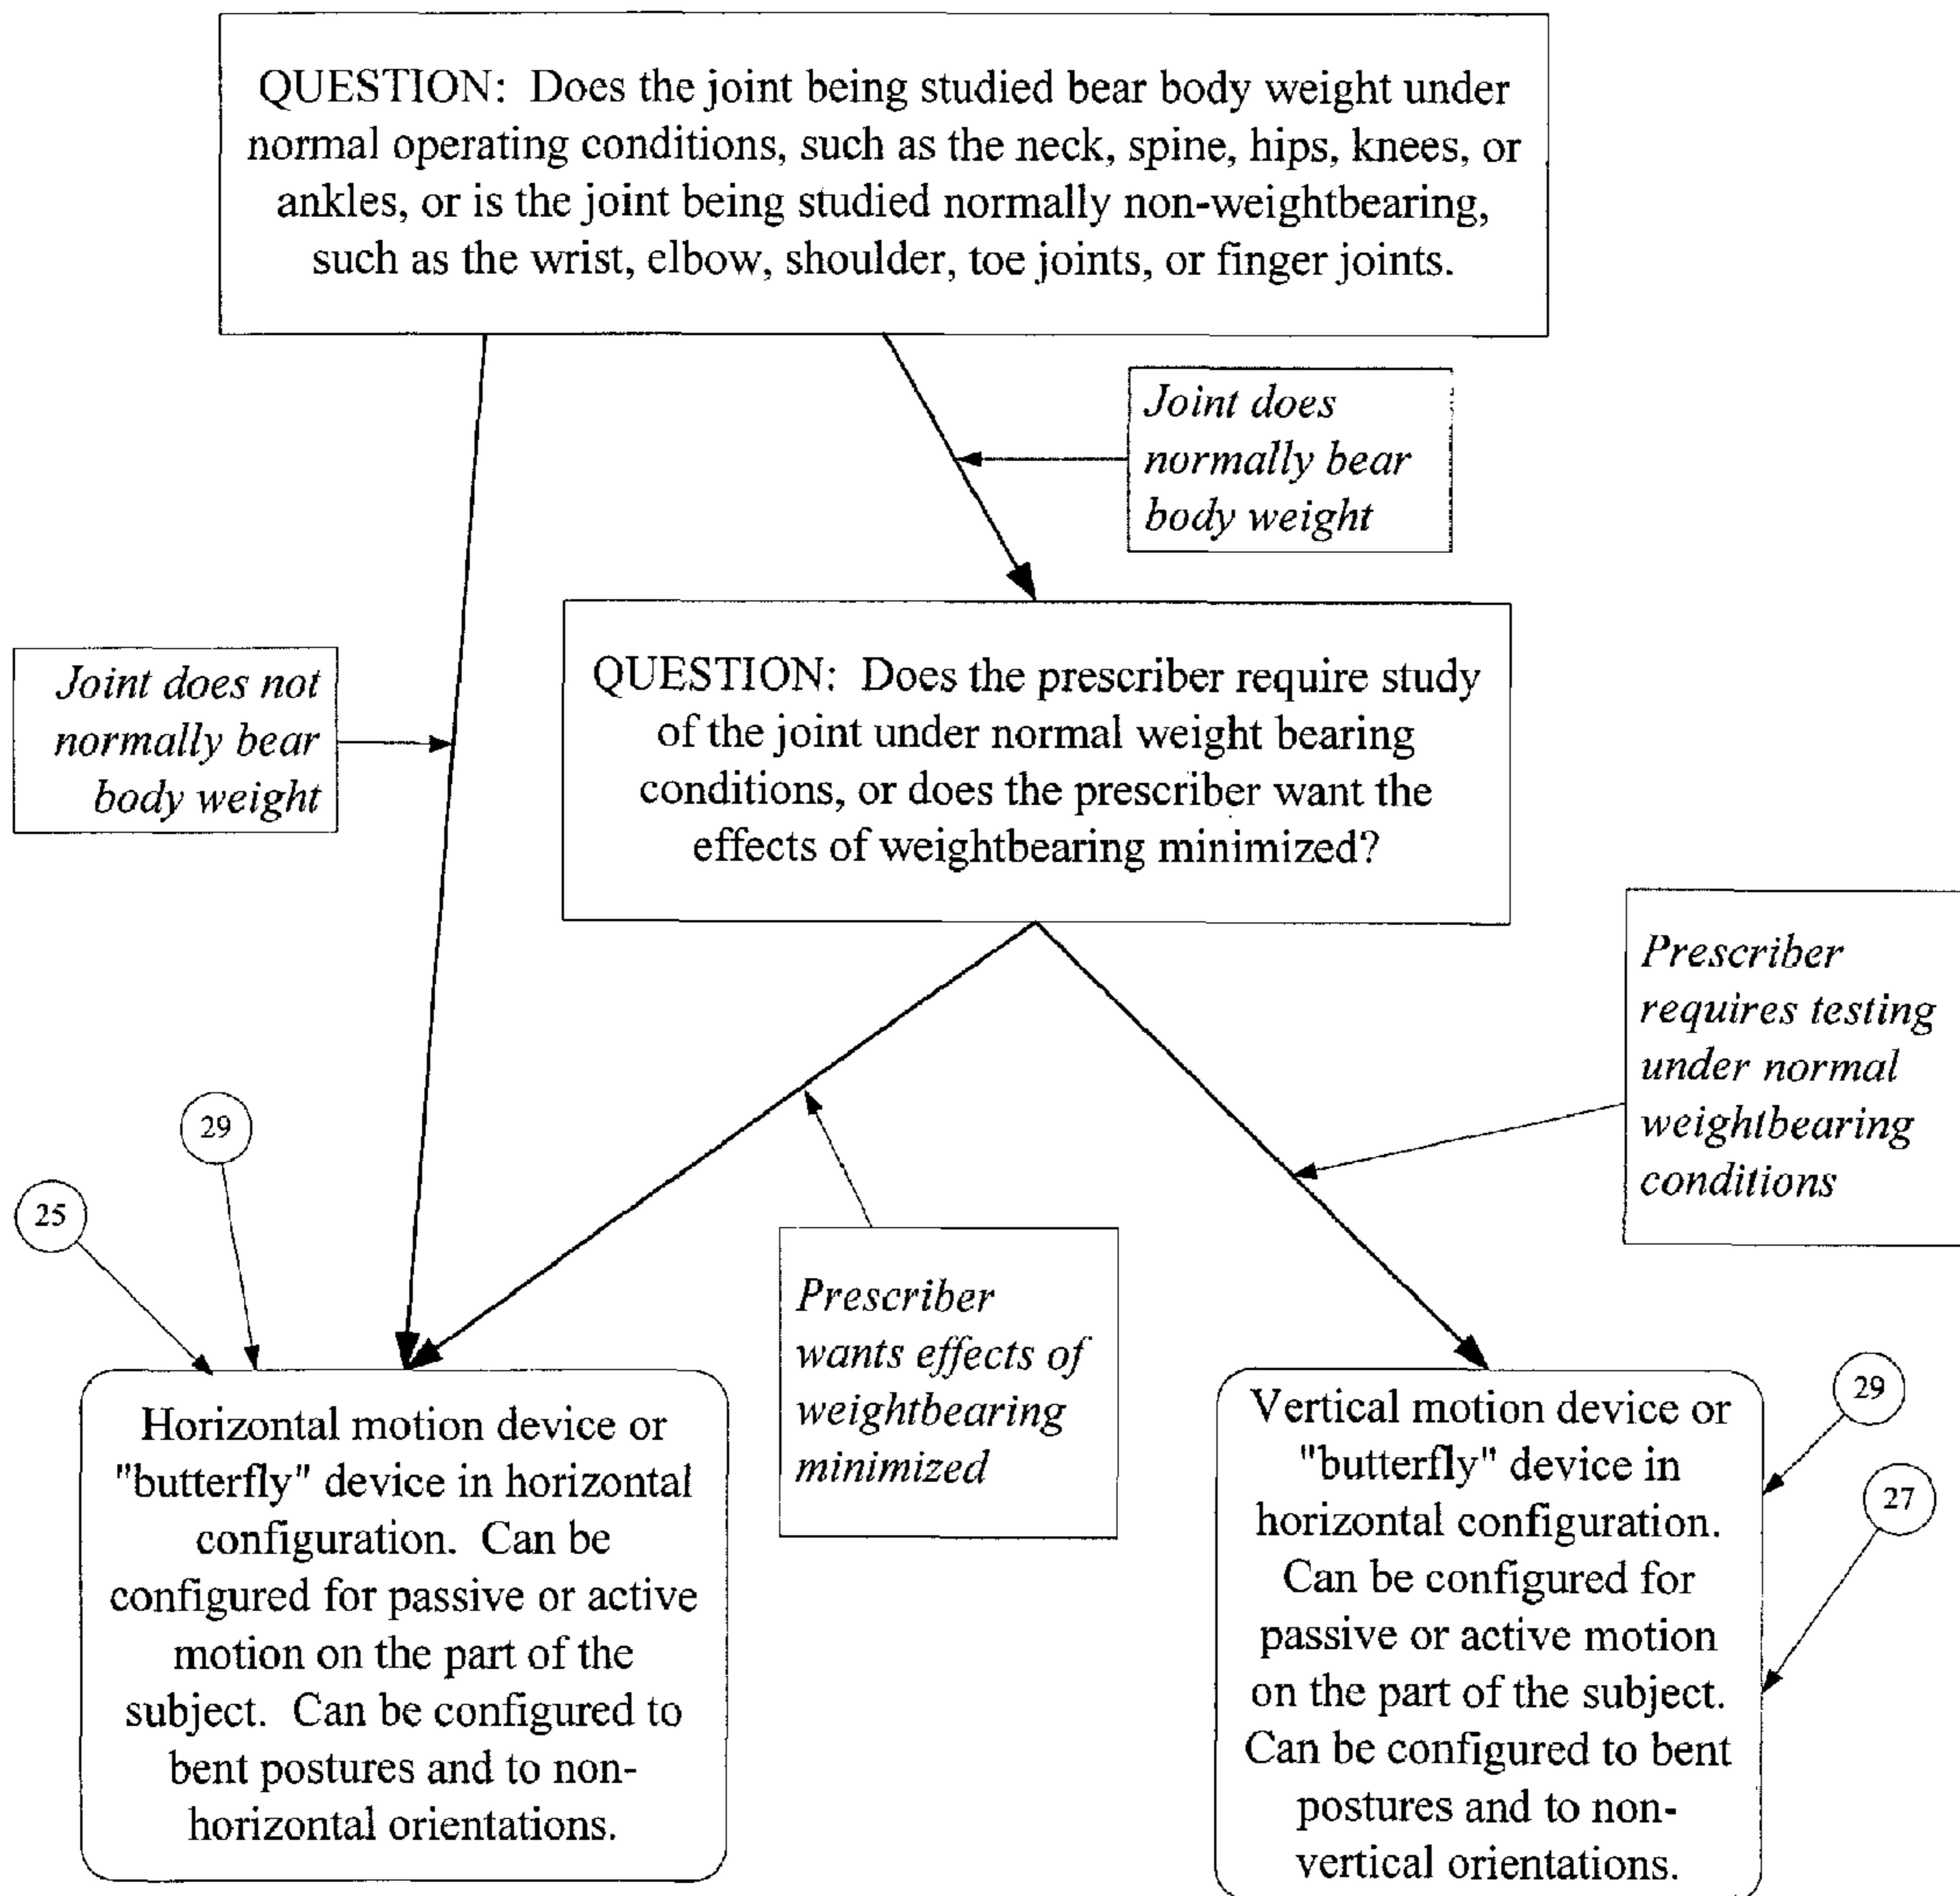 QUESTION: Does the joint being studied bear body weight under
normal operating conditions, such as the neck, spine, hips, knees, or
ankles, or is the joint being studied normally non-weightbearing,
such as the wrist, elbow, shoulder, toe joints, or finger joints.
Joint does
normally bear
body weight
Joint does not
normally bear
body weight
QUESTION: Does the prescriber require study
of the joint under normal weight bearing
conditions, or does the prescriber want the
effects of weightbearing minimized?
Prescriber
requires testing
under normal
weightbearing
conditions
29
25
Prescriber
wants effects of
weightbearing
minimized
Horizontal motion device or
"butterfly" device in horizontal
configuration. Can be
configured for passive or active
motion on the part of the
subject. Can be configured to
bent postures and to non-
horizontal orientations.
Vertical motion device or
"butterfly" device in
horizontal configuration.
Can be configured for
passive or active motion
on the part of the subject.
Can be configured to bent
postures and to non-
vertical orientations.
29
27